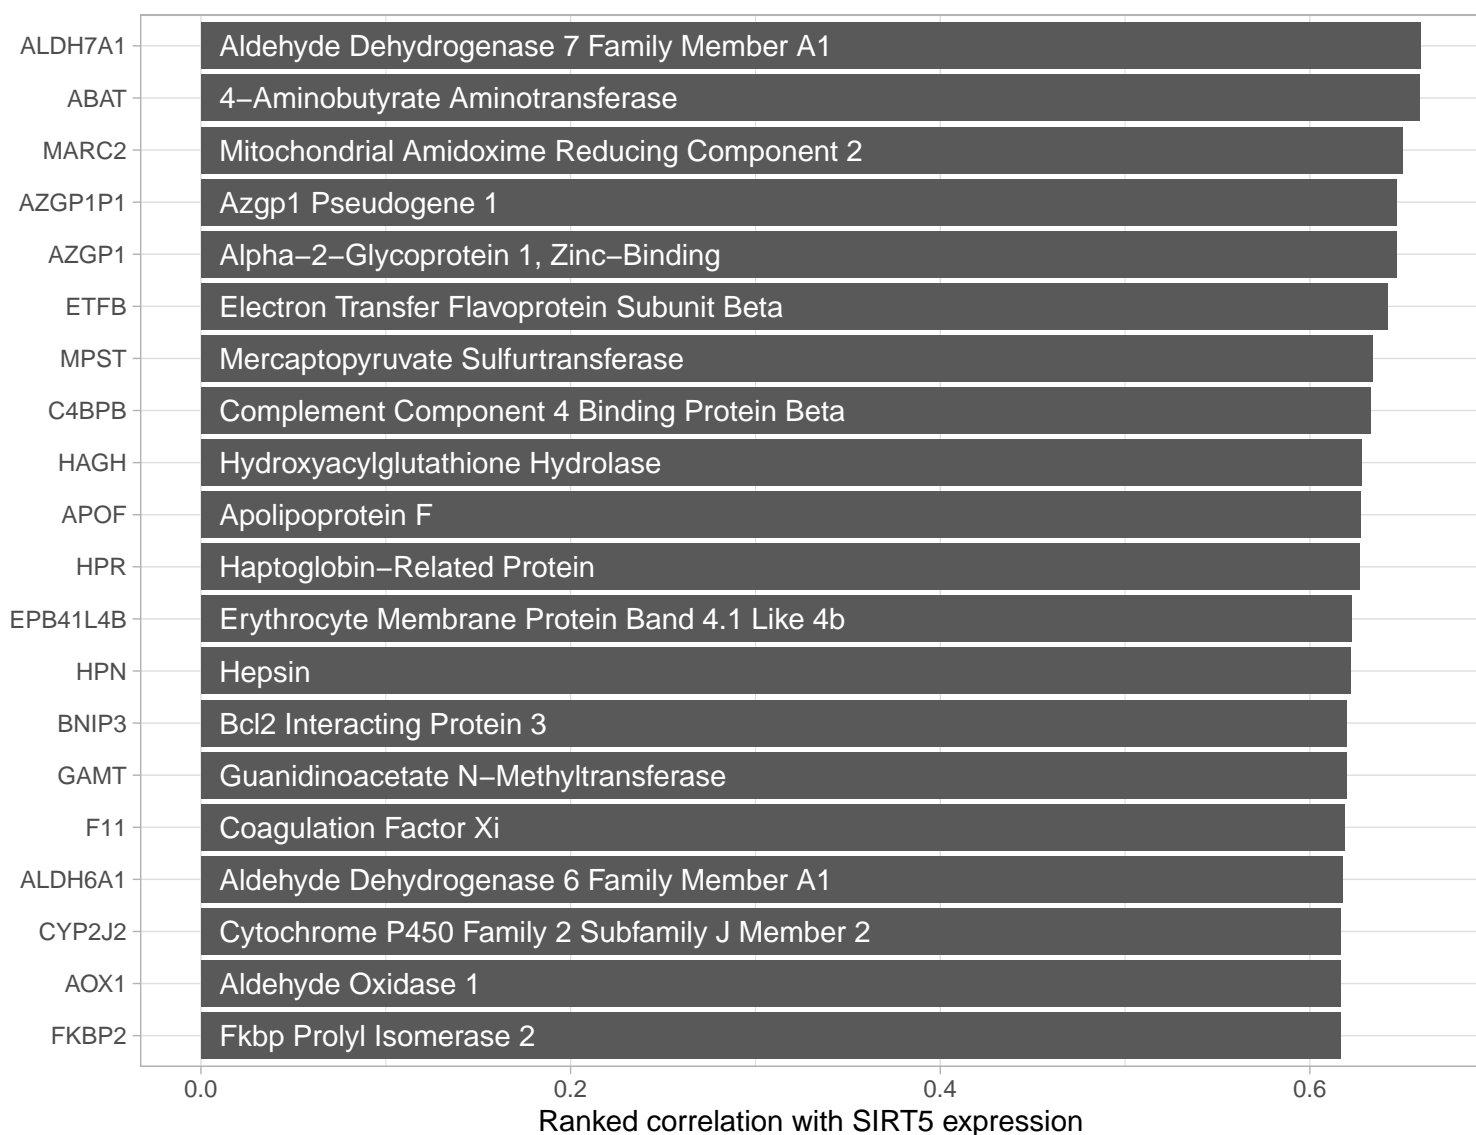 ALDH7A1 Aldehyde Dehydrogenase 7 Family Member A1
ABAT 4−Aminobutyrate Aminotransferase
MARC2 Mitochondrial Amidoxime Reducing Component 2
AZGP1P1 Azgp1 Pseudogene 1
AZGP1 Alpha−2−Glycoprotein 1, Zinc−Binding
ETFB Electron Transfer Flavoprotein Subunit Beta
MPST Mercaptopyruvate Sulfurtransferase
C4BPB Complement Component 4 Binding Protein Beta
HAGH Hydroxyacylglutathione Hydrolase
APOF Apolipoprotein F
HPR Haptoglobin−Related Protein
EPB41L4B Erythrocyte Membrane Protein Band 4.1 Like 4b
HPN Hepsin
BNIP3 Bcl2 Interacting Protein 3
GAMT Guanidinoacetate N−Methyltransferase
F11 Coagulation Factor Xi
ALDH6A1 Aldehyde Dehydrogenase 6 Family Member A1
CYP2J2 Cytochrome P450 Family 2 Subfamily J Member 2
AOX1 Aldehyde Oxidase 1
FKBP2 Fkbp Prolyl Isomerase 2
0.0 0.2 0.4 0.6
Ranked correlation with SIRT5 expression